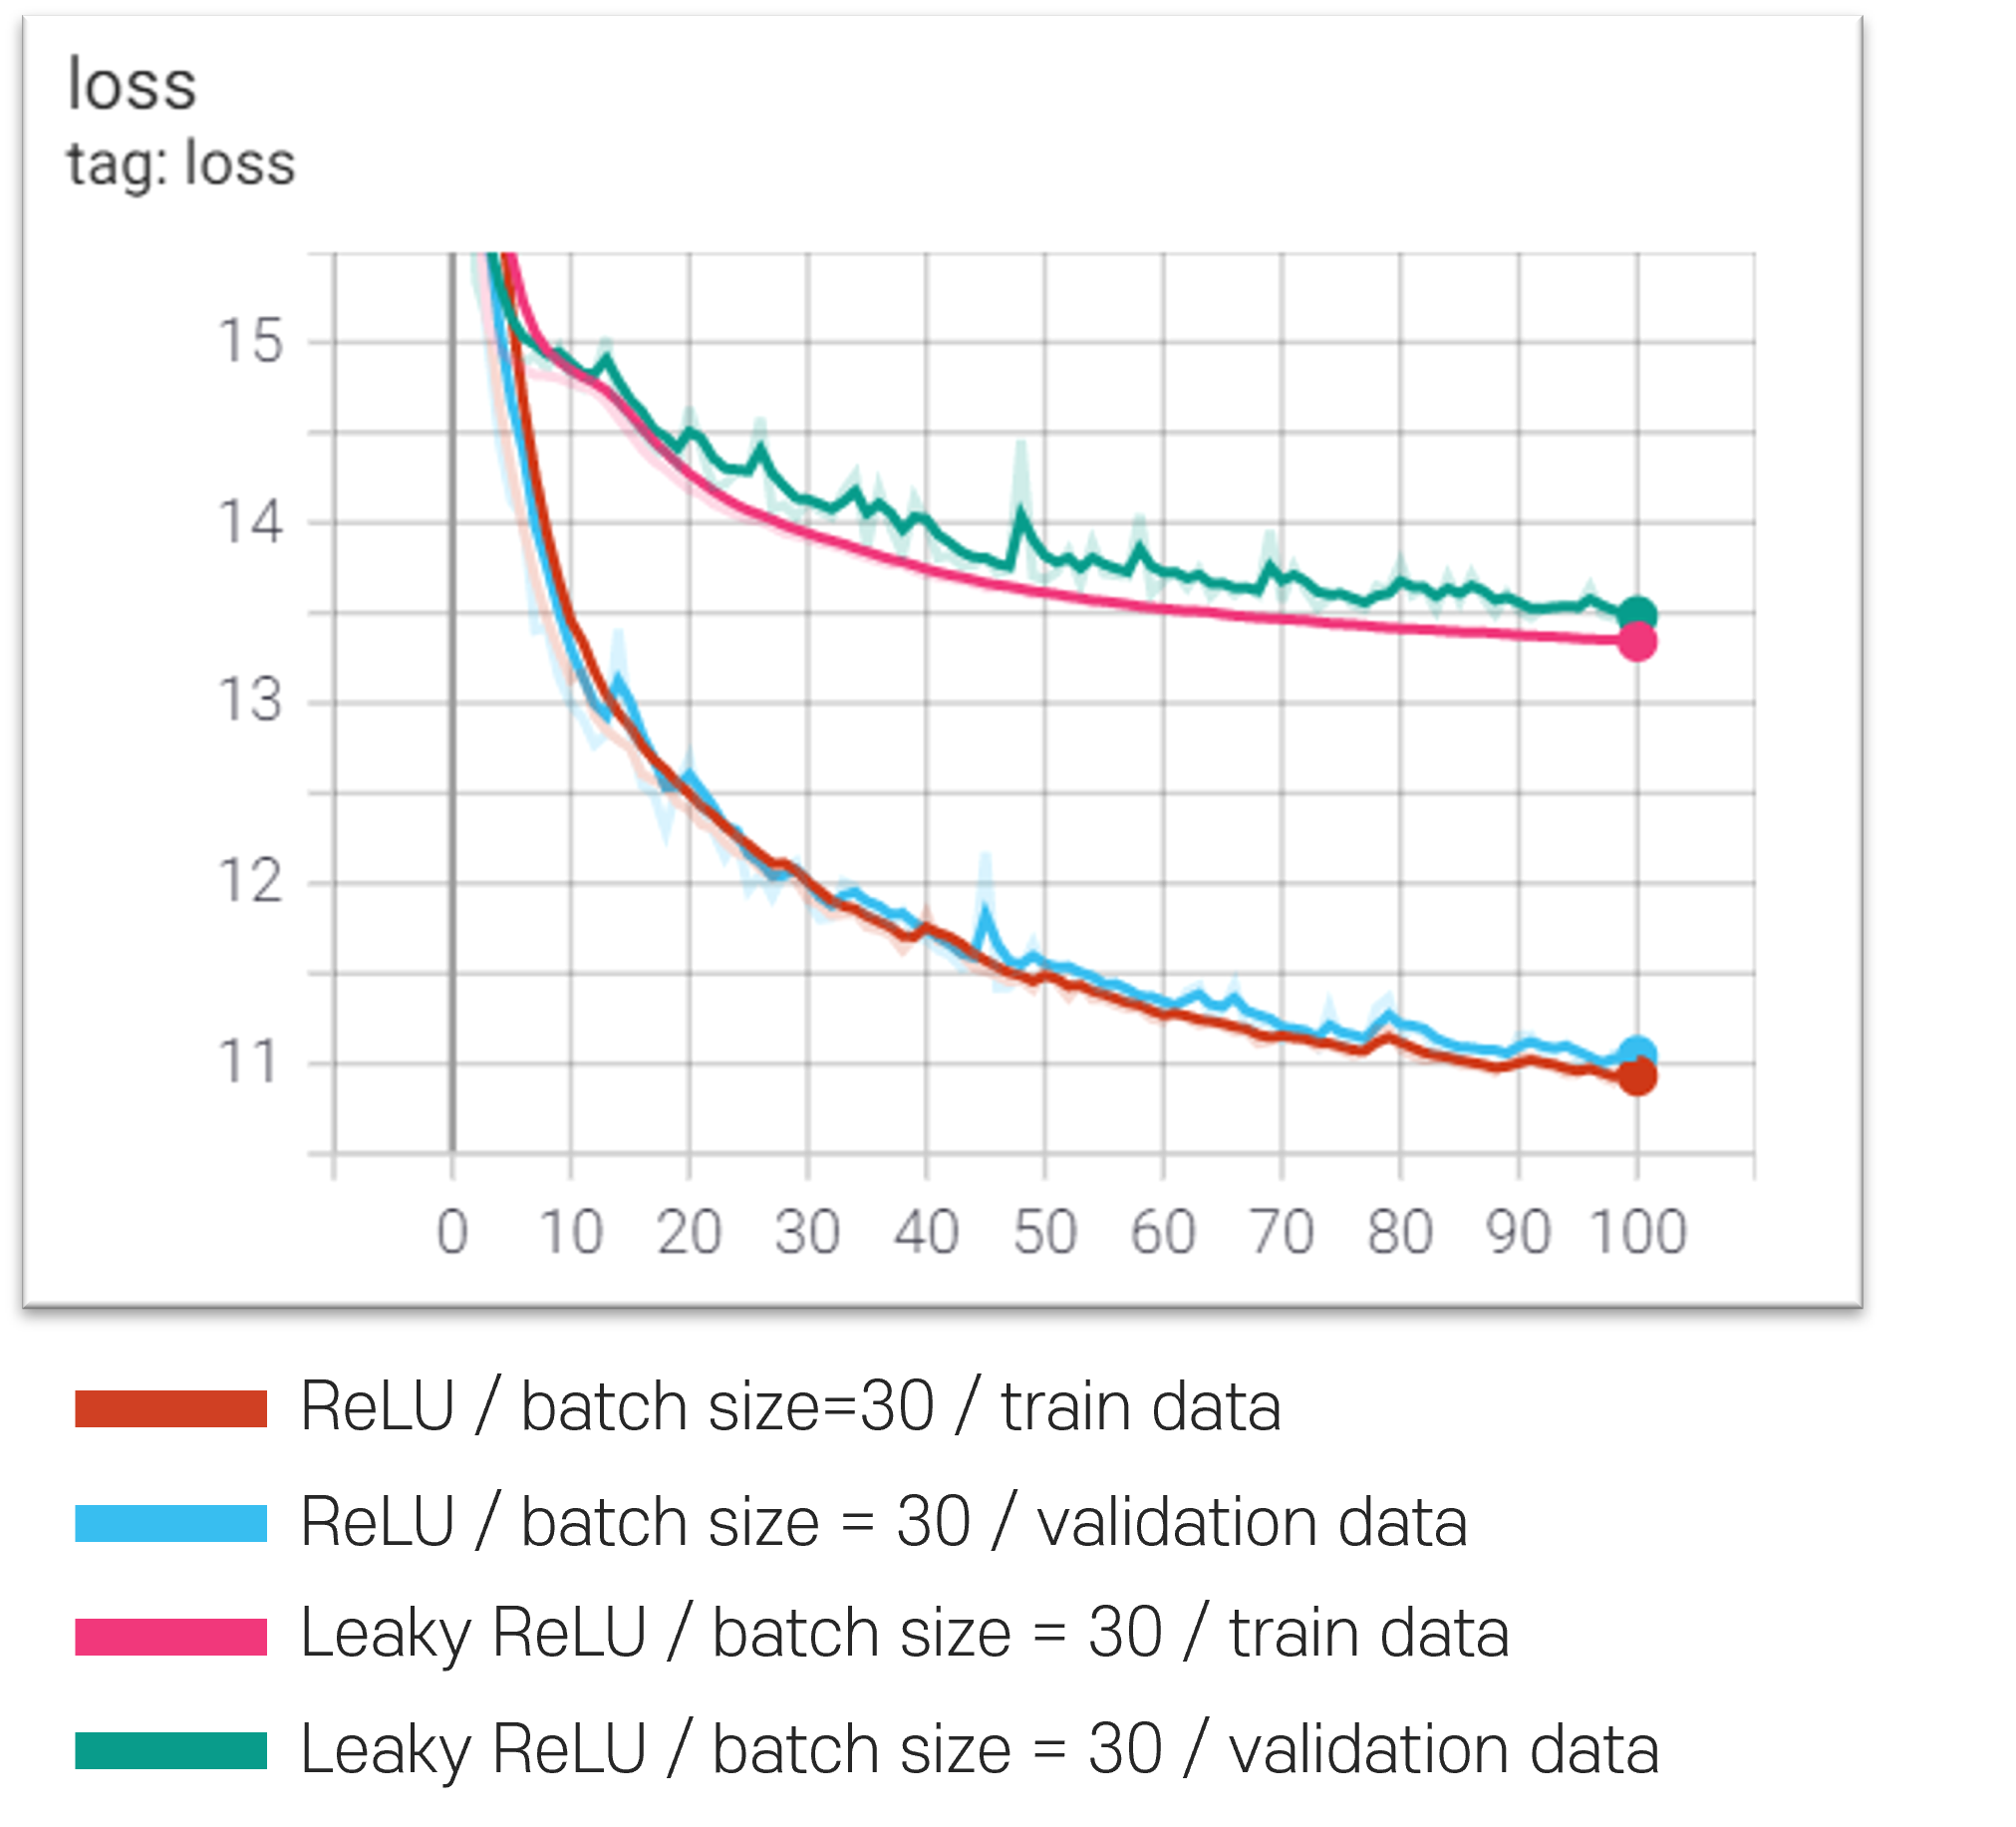 loss
tag: loss
15
14
13
12
11
0 10 20 30 40 50 60 70 80 90 100
ReLU / batch size=30 / train data
ReLU / batch size = 30 / validation data
Leaky ReLU / batch size = 30 / train data
Leaky ReLU / batch size = 30 / validation data